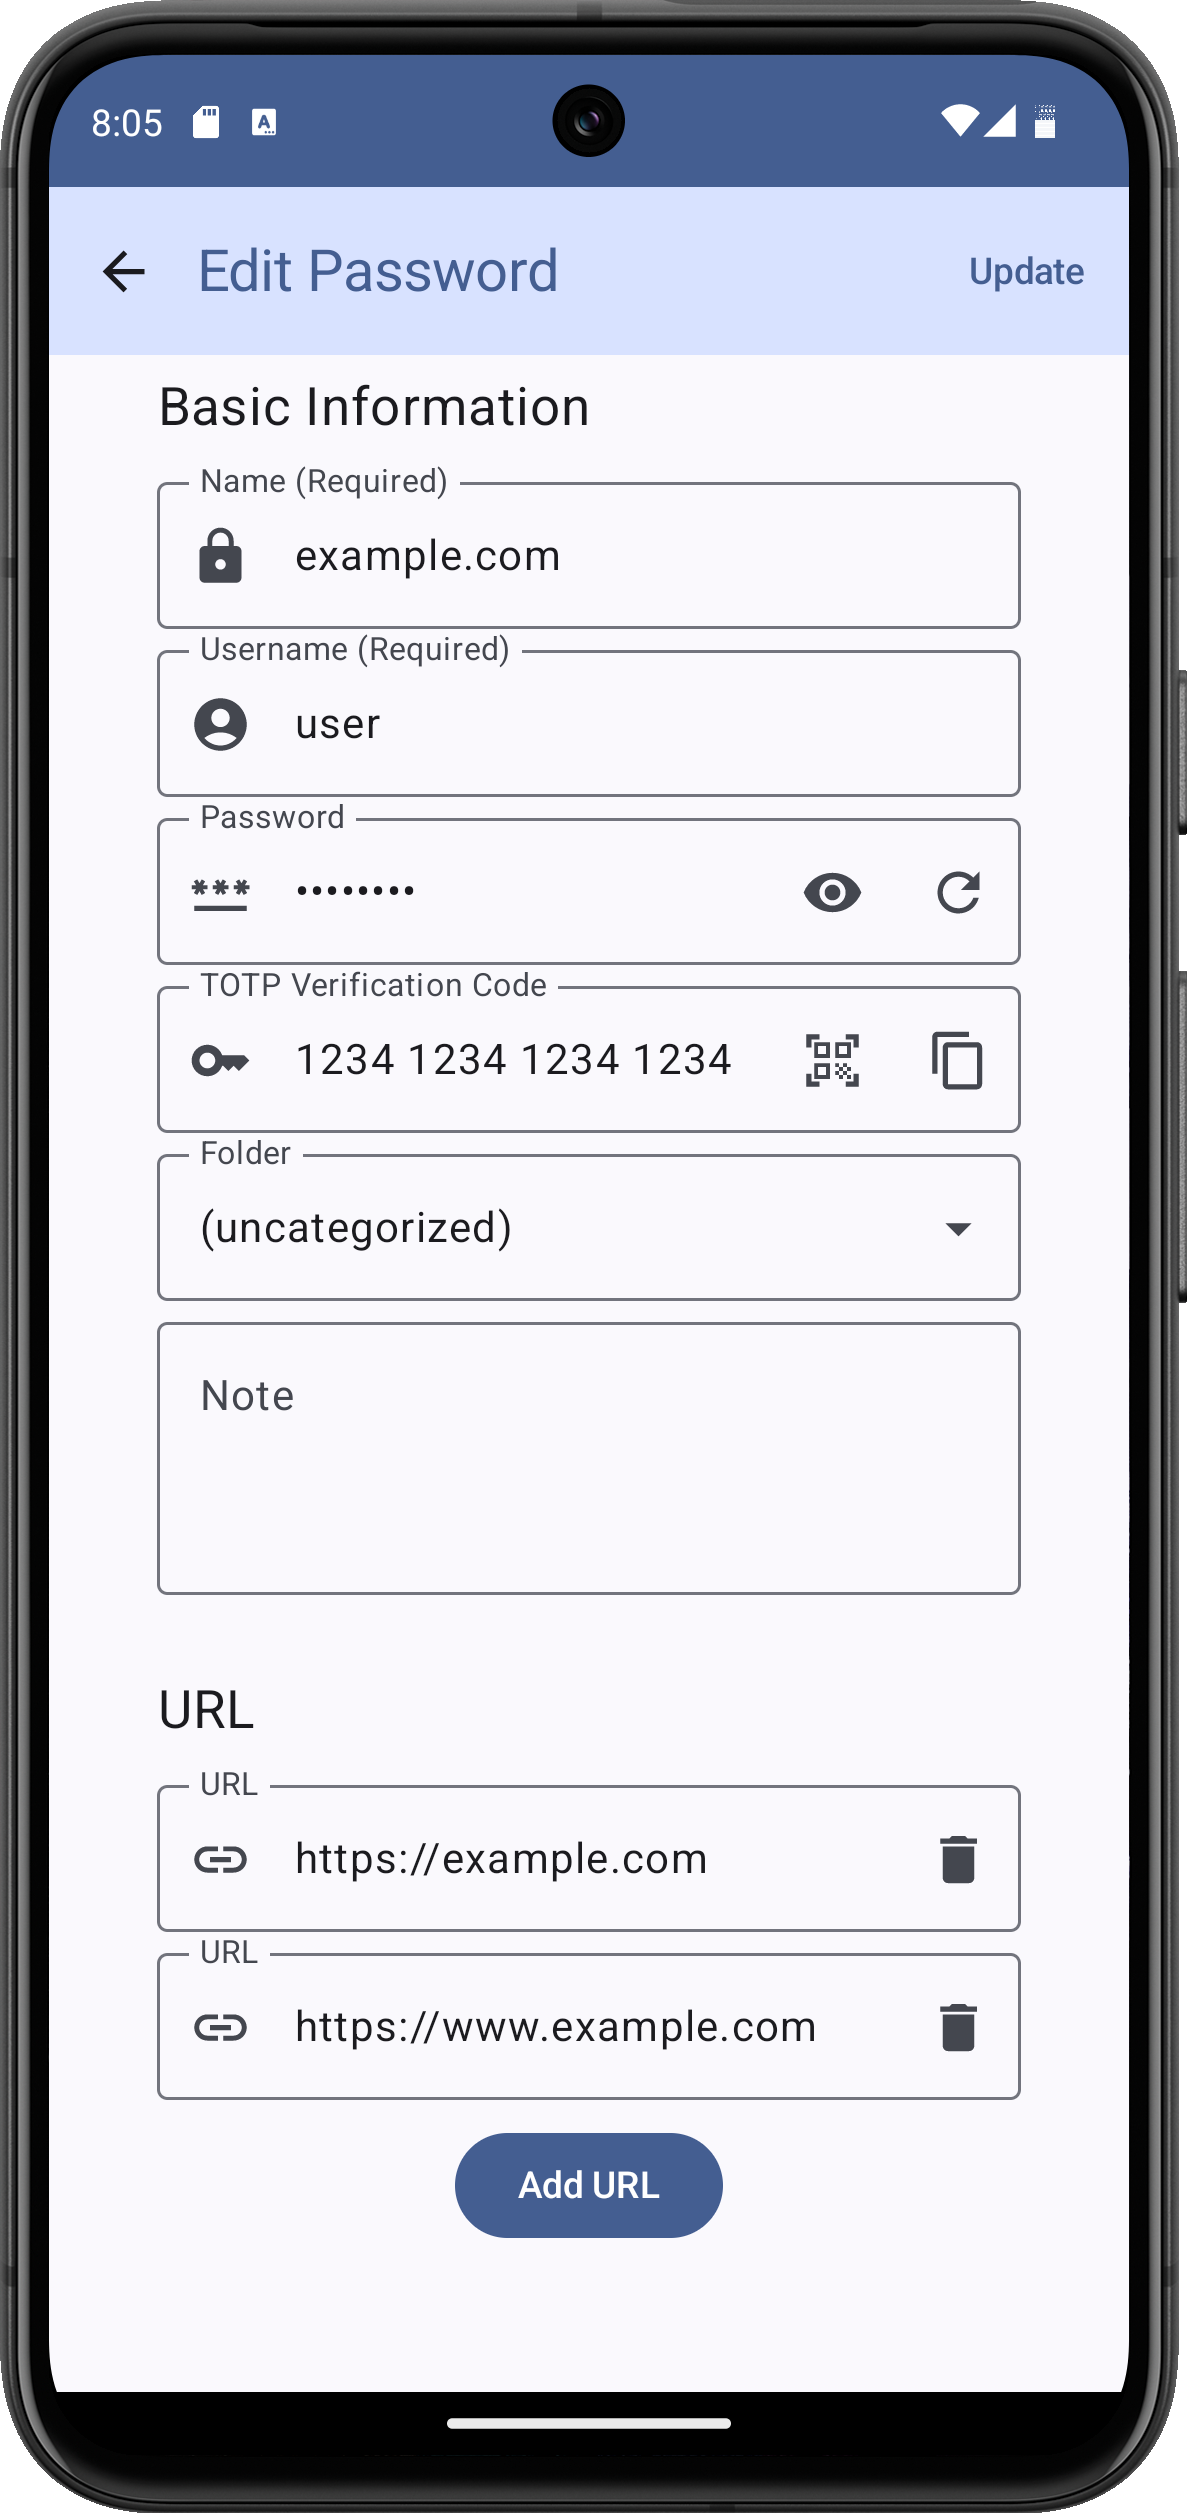 8:05
Edit Password
Update
Basic Information
Name (Required)
example.com
Username (Required)
user
Password
••••••••
TOTP Verification Code
1234 1234 1234 1234
Folder
(uncategorized)
Note
URL
URL
https://example.com
URL
https://www.example.com
Add URL